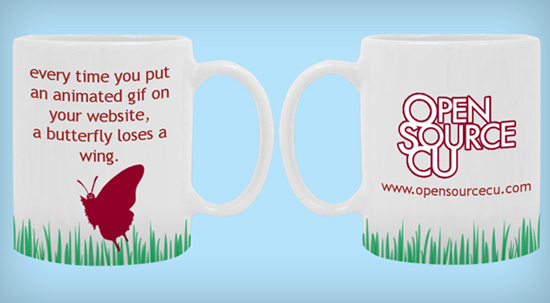 every time you put
an animated gif on
your website,
a butterfly loses a
wing.
OPEN
SOURCE
CU
www.opensourcecu.com